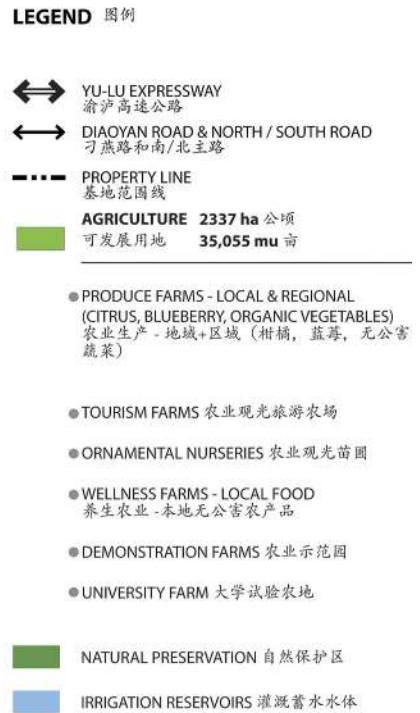 LEGEND 图例
YU-LU EXPRESSWAY
渝泸高速公路
DIAOYAN ROAD & NORTH / SOUTH ROAD
刁燕路和南/北主路
PROPERTY LINE
基地范围线
AGRICULTURE 2337 ha 公顷
可发展用地 35,055 mu 亩
PRODUCE FARMS - LOCAL & REGIONAL
(CITRUS, BLUEBERRY, ORGANIC VEGETABLES)
农业生产 - 地域+区域 (柑橘, 蓝莓, 无公害
蔬菜)
TOURISM FARMS 农业观光旅游农场
ORNAMENTAL NURSERIES 农业观光苗圃
WELLNESS FARMS - LOCAL FOOD
养生农业 -本地无公害农产品
DEMONSTRATION FARMS 农业示范园
UNIVERSITY FARM 大学试验农地
NATURAL PRESERVATION 自然保护区
IRRIGATION RESERVOIRS 灌溉蓄水水体